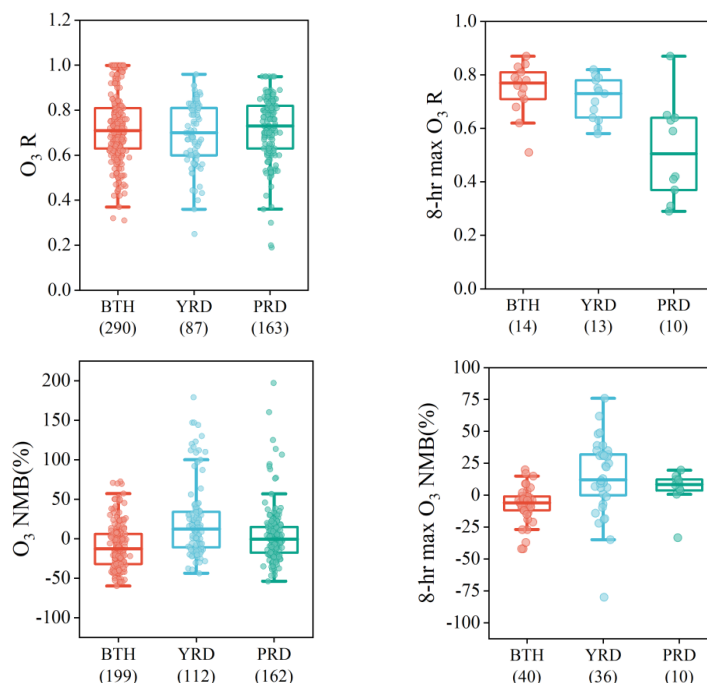 O₃ R
1.2
1.0
0.8
0.6
0.4
0.2
0.0
BTH YRD PRD
(290) (87) (163)
8-hr max O₃ R
1.0
0.8
0.6
0.4
0.2
0.0
BTH YRD PRD
(14) (13) (10)
O₃ NMB(%)
200
150
100
50
0
-50
-100
BTH YRD PRD
(199) (112) (162)
8-hr max O₃ NMB(%)
100
75
50
25
0
-25
-50
-75
-100
BTH YRD PRD
(40) (36) (10)